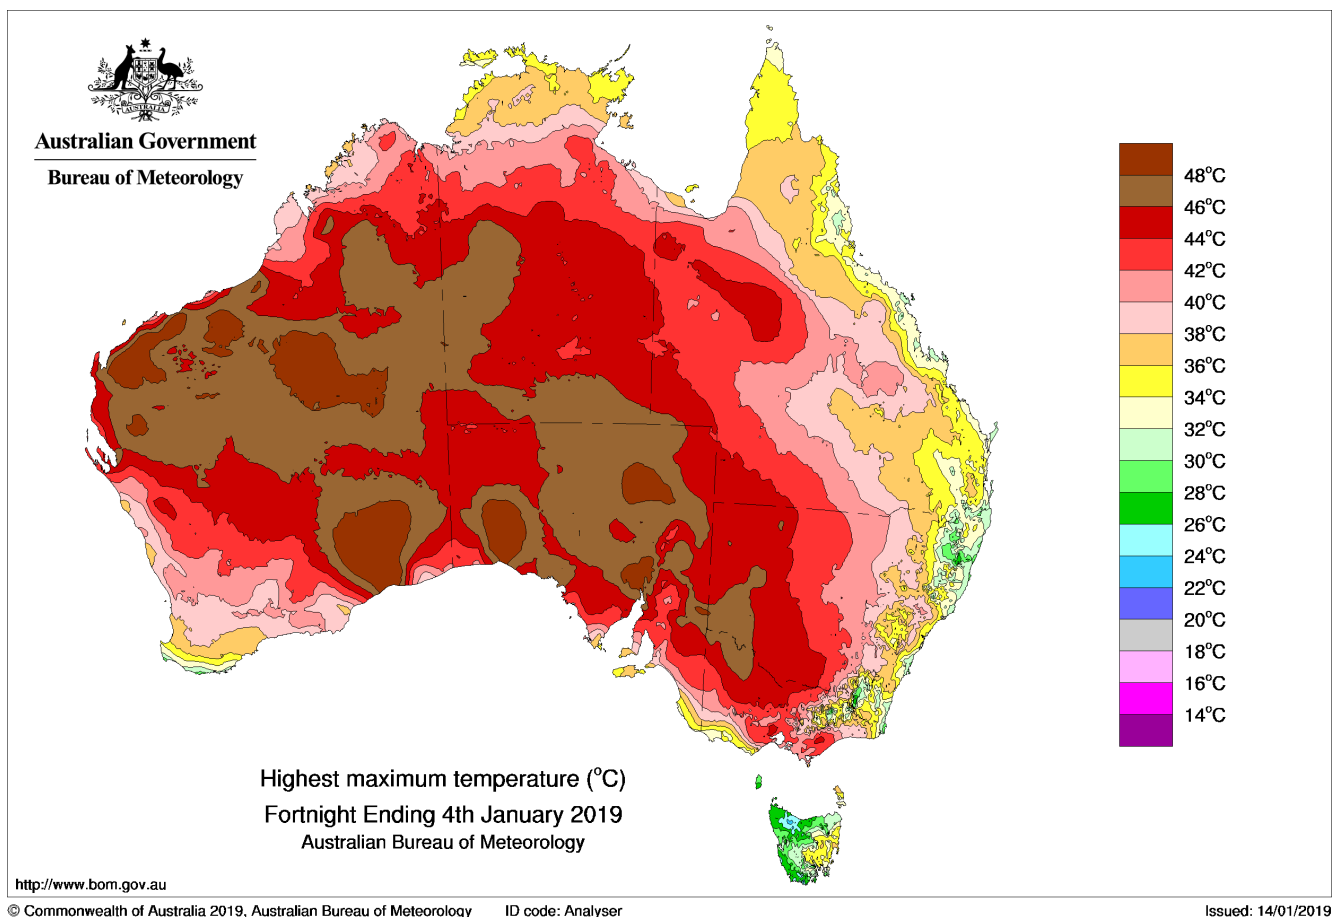 AUSTRALIA
Australian Government
Bureau of Meteorology
48°C
46°C
44°C
42°C
40°C
38°C
36°C
34°C
32°C
30°C
28°C
26°C
24°C
22°C
20°C
18°C
16°C
14°C
Highest maximum temperature (°C)
Fortnight Ending 4th January 2019
Australian Bureau of Meteorology
http://www.bom.gov.au
© Commonwealth of Australia 2019, Australian Bureau of Meteorology ID code: Analyser Issued: 14/01/2019